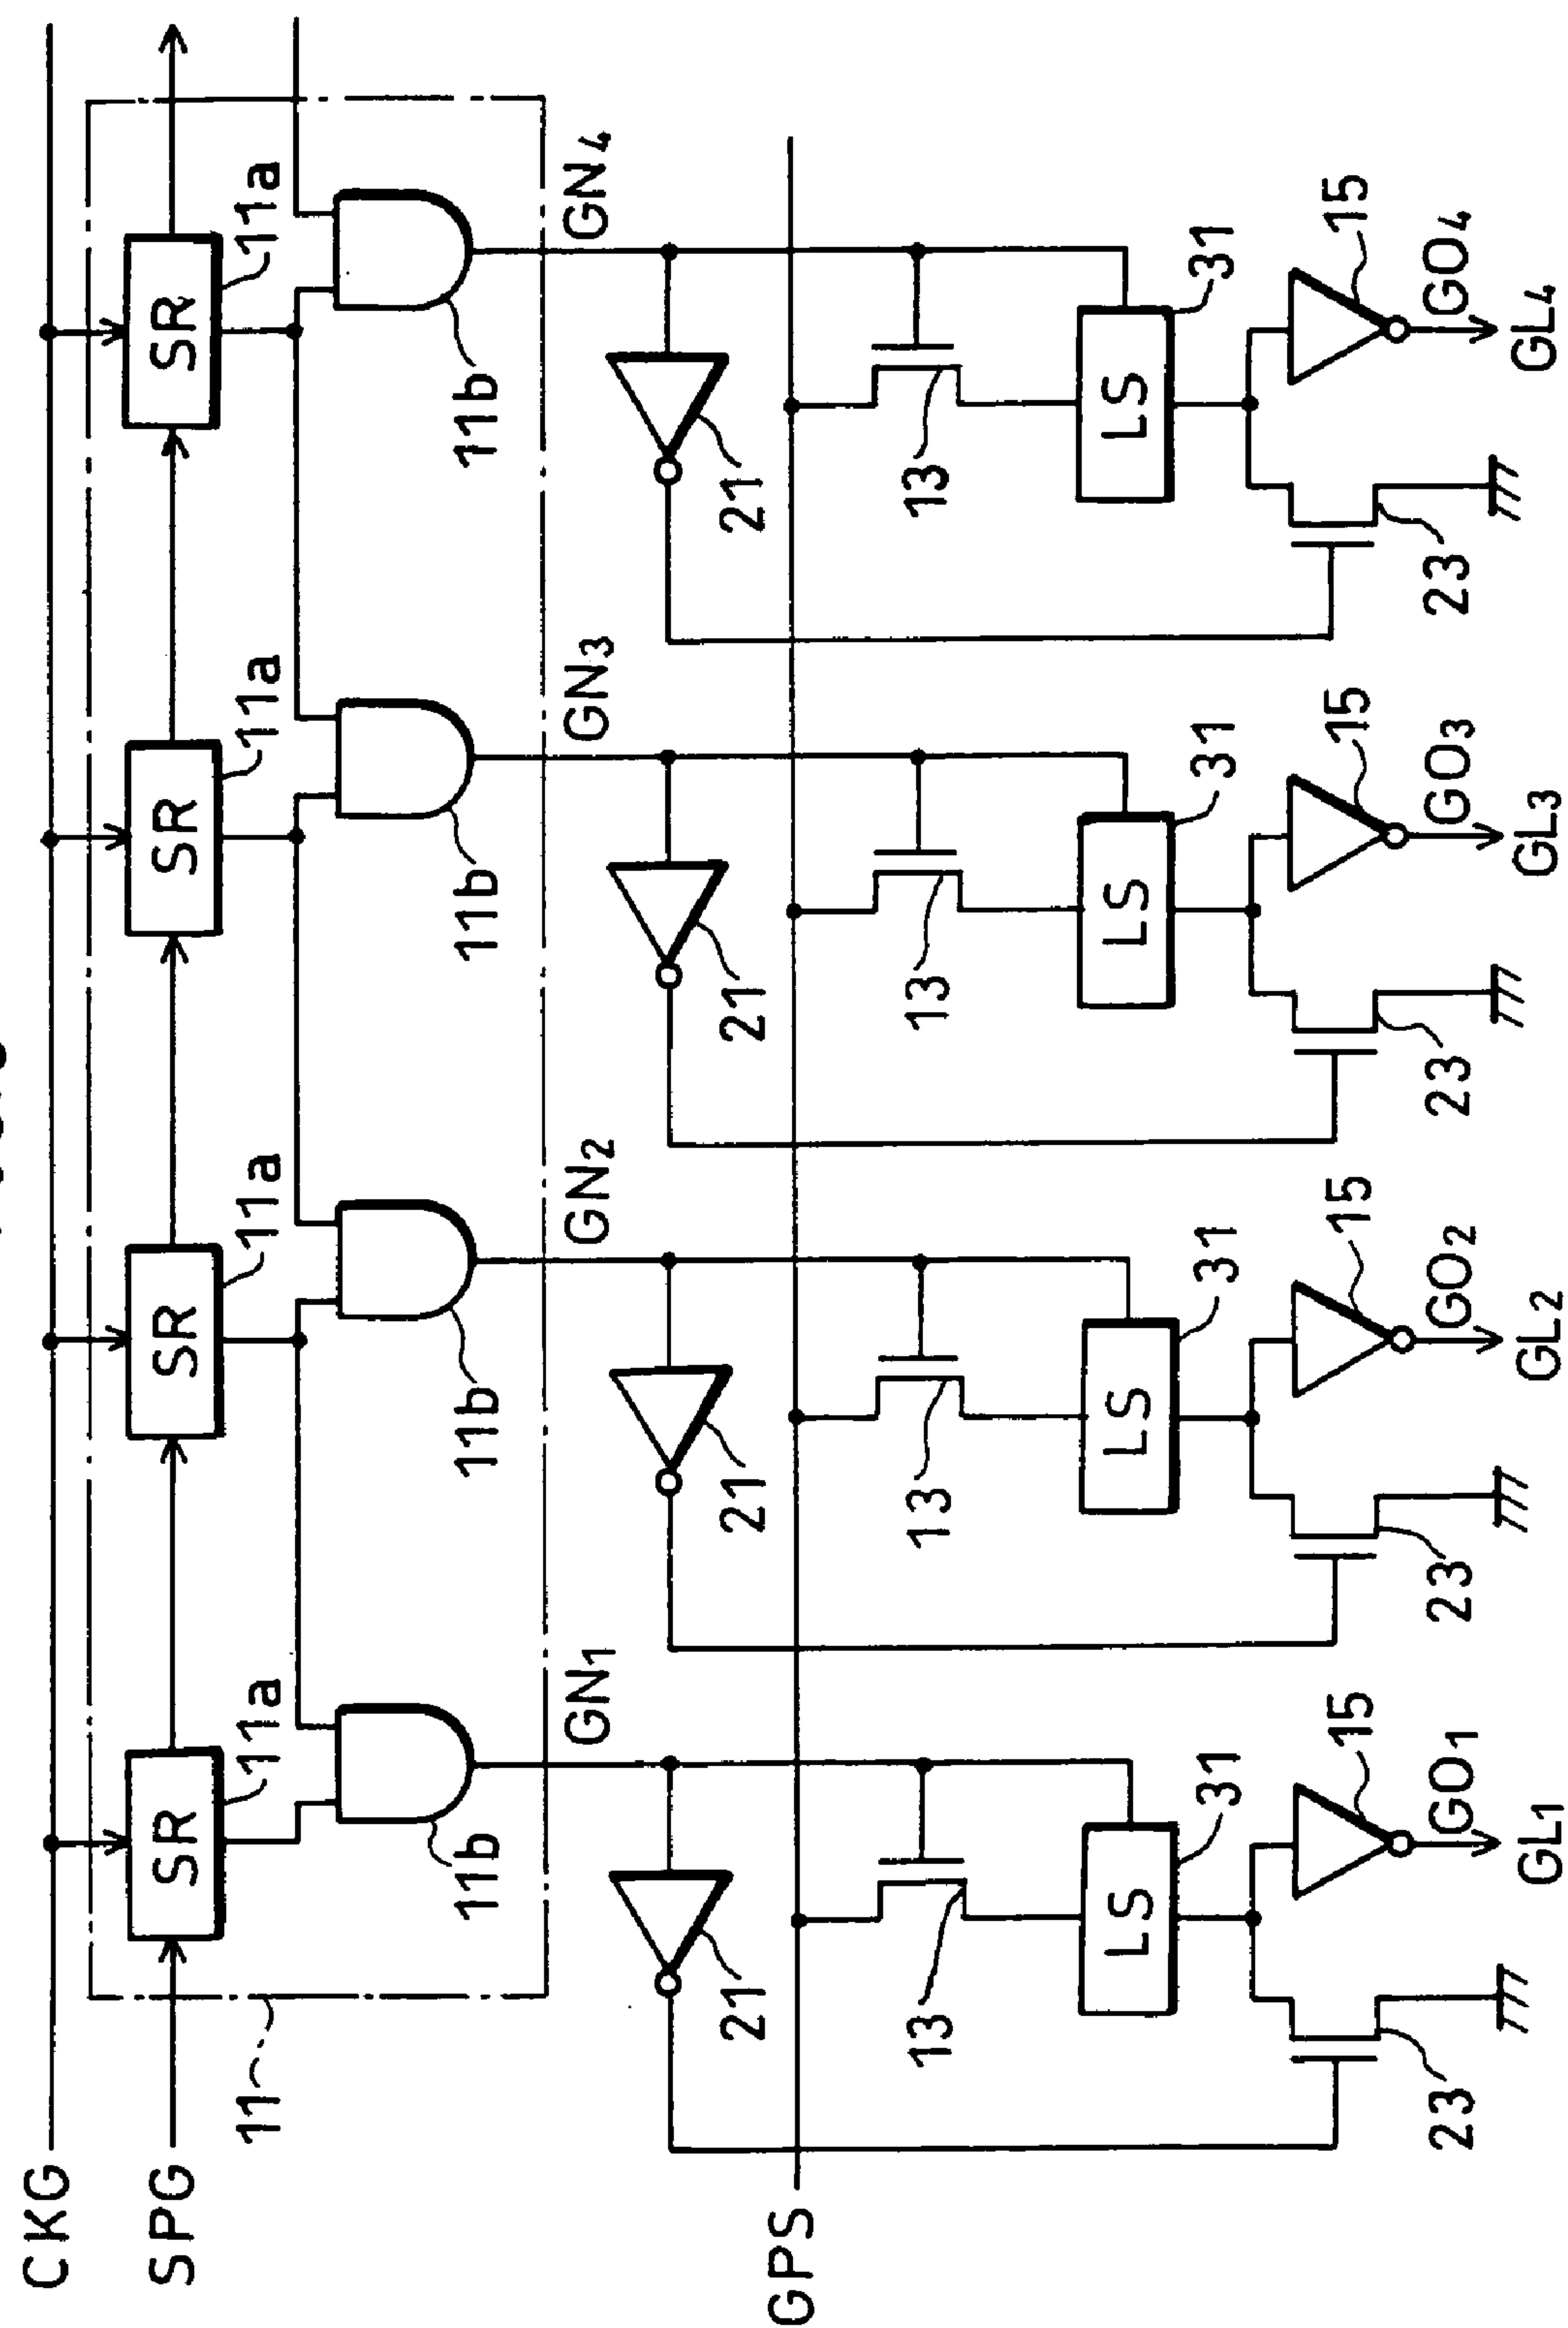 CKG
SPG SR SR SR SR
11 11a 11a 11a 11a
11b 11b 11b 11b
GN1 GN2 GN3 GN4
21 21 21 21
GPS
13 13 13 13
LS LS LS LS
31 31 31 31
15 15 15 15
23 GO1 23 GO2 23 GO3 23 GO4
GL1 GL2 GL3 GL4